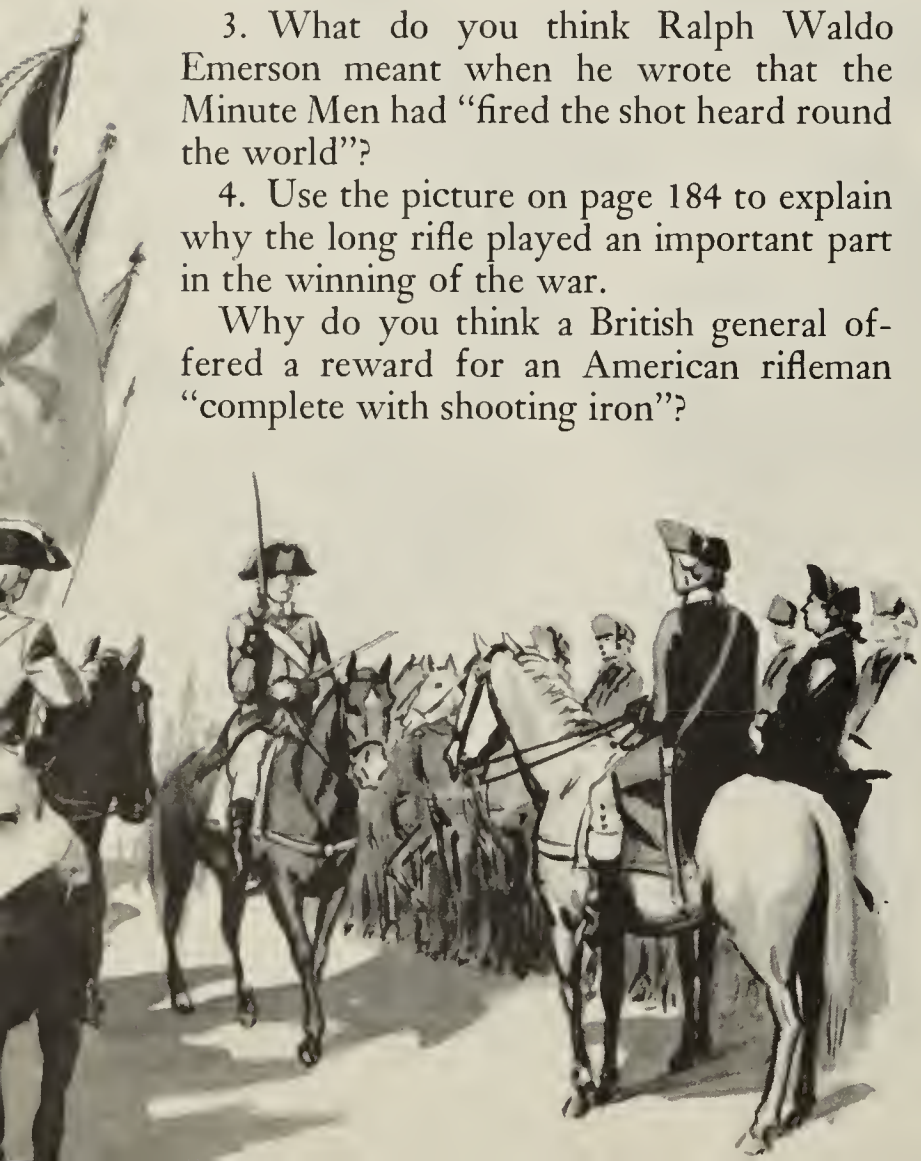 3. What do you think Ralph Waldo
Emerson meant when he wrote that the
Minute Men had “fired the shot heard round
the world”?
4. Use the picture on page 184 to explain
why the long rifle played an important part
in the winning of the war.
Why do you think a British general of-
fered a reward for an American rifleman
“complete with shooting iron”?